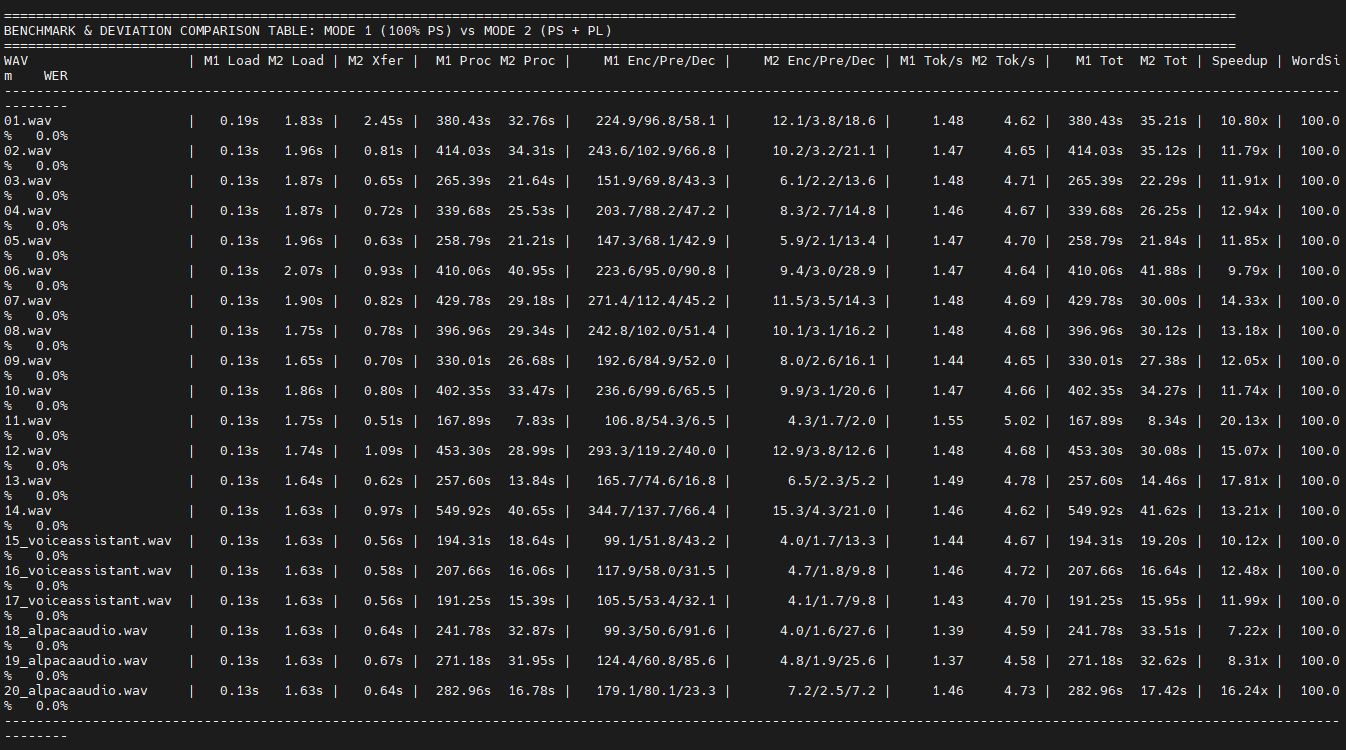 ================================================================================
BENCHMARK & DEVIATION COMPARISON TABLE: MODE 1 (100% PS) vs MODE 2 (PS + PL)
================================================================================
WAV | M1 Load M2 Load | M2 Xfer | M1 Proc M2 Proc | M1 Enc/Pre/Dec | M2 Enc/Pre/Dec | M1 Tok/s M2 Tok/s | M1 Tot M2 Tot | Speedup | WordSi
m WER
--------------------------------------------------------------------------------
--------
01.wav | 0.19s 1.83s | 2.45s | 380.43s 32.76s | 224.9/96.8/58.1 | 12.1/3.8/18.6 | 1.48 4.62 | 380.43s 35.21s | 10.80x | 100.0
% 0.0%
02.wav | 0.13s 1.96s | 0.81s | 414.03s 34.31s | 243.6/102.9/66.8 | 10.2/3.2/21.1 | 1.47 4.65 | 414.03s 35.12s | 11.79x | 100.0
% 0.0%
03.wav | 0.13s 1.87s | 0.65s | 265.39s 21.64s | 151.9/69.8/43.3 | 6.1/2.2/13.6 | 1.48 4.71 | 265.39s 22.29s | 11.91x | 100.0
% 0.0%
04.wav | 0.13s 1.87s | 0.72s | 339.68s 25.53s | 203.7/88.2/47.2 | 8.3/2.7/14.8 | 1.46 4.67 | 339.68s 26.25s | 12.94x | 100.0
% 0.0%
05.wav | 0.13s 1.96s | 0.63s | 258.79s 21.21s | 147.3/68.1/42.9 | 5.9/2.1/13.4 | 1.47 4.70 | 258.79s 21.84s | 11.85x | 100.0
% 0.0%
06.wav | 0.13s 2.07s | 0.93s | 410.06s 40.95s | 223.6/95.0/90.8 | 9.4/3.0/28.9 | 1.47 4.64 | 410.06s 41.88s | 9.79x | 100.0
% 0.0%
07.wav | 0.13s 1.90s | 0.82s | 429.78s 29.18s | 271.4/112.4/45.2 | 11.5/3.5/14.3 | 1.48 4.69 | 429.78s 30.00s | 14.33x | 100.0
% 0.0%
08.wav | 0.13s 1.75s | 0.78s | 396.96s 29.34s | 242.8/102.0/51.4 | 10.1/3.1/16.2 | 1.48 4.68 | 396.96s 30.12s | 13.18x | 100.0
% 0.0%
09.wav | 0.13s 1.65s | 0.70s | 330.01s 26.68s | 192.6/84.9/52.0 | 8.0/2.6/16.1 | 1.44 4.65 | 330.01s 27.38s | 12.05x | 100.0
% 0.0%
10.wav | 0.13s 1.86s | 0.80s | 402.35s 33.47s | 236.6/99.6/65.5 | 9.9/3.1/20.6 | 1.47 4.66 | 402.35s 34.27s | 11.74x | 100.0
% 0.0%
11.wav | 0.13s 1.75s | 0.51s | 167.89s 7.83s | 106.8/54.3/6.5 | 4.3/1.7/2.0 | 1.55 5.02 | 167.89s 8.34s | 20.13x | 100.0
% 0.0%
12.wav | 0.13s 1.74s | 1.09s | 453.30s 28.99s | 293.3/119.2/40.0 | 12.9/3.8/12.6 | 1.48 4.68 | 453.30s 30.08s | 15.07x | 100.0
% 0.0%
13.wav | 0.13s 1.64s | 0.62s | 257.60s 13.84s | 165.7/74.6/16.8 | 6.5/2.3/5.2 | 1.49 4.78 | 257.60s 14.46s | 17.81x | 100.0
% 0.0%
14.wav | 0.13s 1.63s | 0.97s | 549.92s 40.65s | 344.7/137.7/66.4 | 15.3/4.3/21.0 | 1.46 4.62 | 549.92s 41.62s | 13.21x | 100.0
% 0.0%
15_voiceassistant.wav | 0.13s 1.63s | 0.56s | 194.31s 18.64s | 99.1/51.8/43.2 | 4.0/1.7/13.3 | 1.44 4.67 | 194.31s 19.20s | 10.12x | 100.0
% 0.0%
16_voiceassistant.wav | 0.13s 1.63s | 0.58s | 207.66s 16.06s | 117.9/58.0/31.5 | 4.7/1.8/9.8 | 1.46 4.72 | 207.66s 16.64s | 12.48x | 100.0
% 0.0%
17_voiceassistant.wav | 0.13s 1.63s | 0.56s | 191.25s 15.39s | 105.5/53.4/32.1 | 4.1/1.7/9.8 | 1.43 4.70 | 191.25s 15.95s | 11.99x | 100.0
% 0.0%
18_alpacaaudio.wav | 0.13s 1.63s | 0.64s | 241.78s 32.87s | 99.3/50.6/91.6 | 4.0/1.6/27.6 | 1.39 4.59 | 241.78s 33.51s | 7.22x | 100.0
% 0.0%
19_alpacaaudio.wav | 0.13s 1.63s | 0.67s | 271.18s 31.95s | 124.4/60.8/85.6 | 4.8/1.9/25.6 | 1.37 4.58 | 271.18s 32.62s | 8.31x | 100.0
% 0.0%
20_alpacaaudio.wav | 0.13s 1.63s | 0.64s | 282.96s 16.78s | 179.1/80.1/23.3 | 7.2/2.5/7.2 | 1.46 4.73 | 282.96s 17.42s | 16.24x | 100.0
% 0.0%
--------------------------------------------------------------------------------
--------